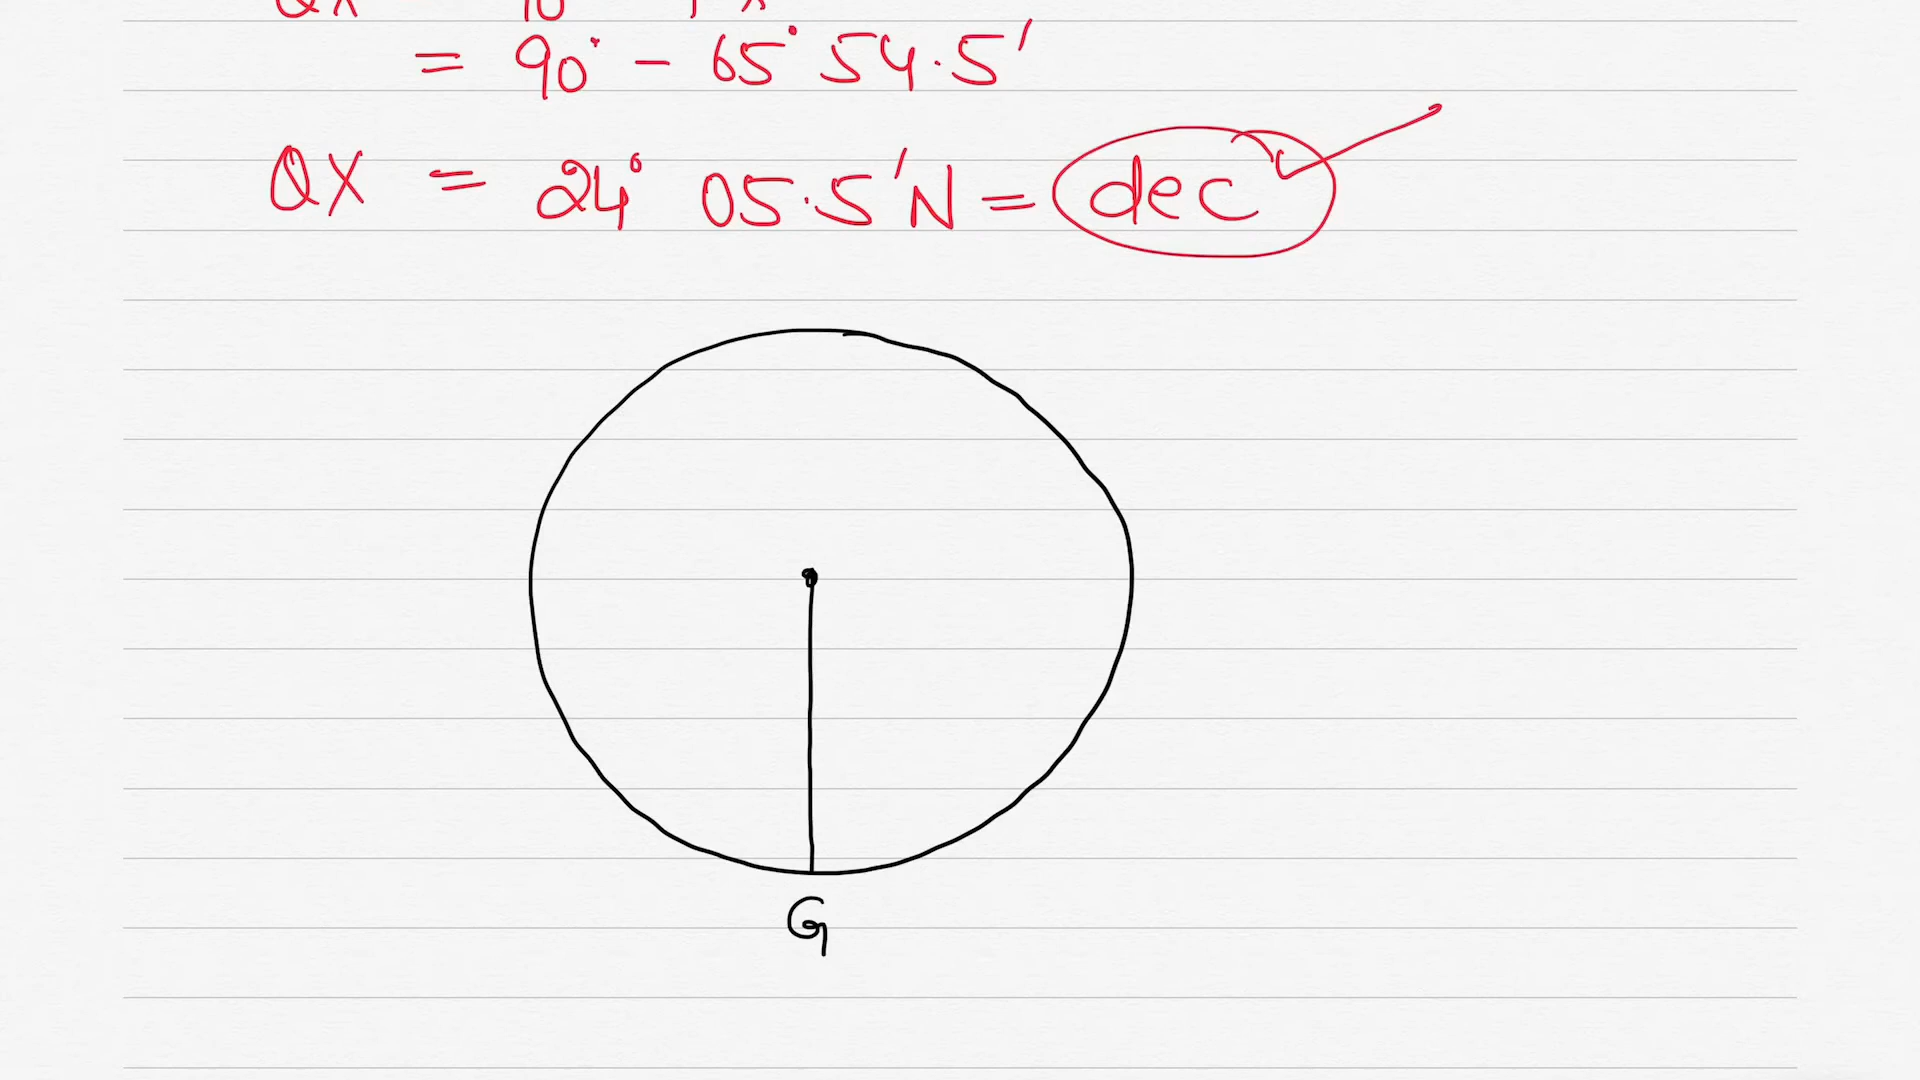 = 90° - 65° 54.5'
QX = 24° 05.5'N = dec
G